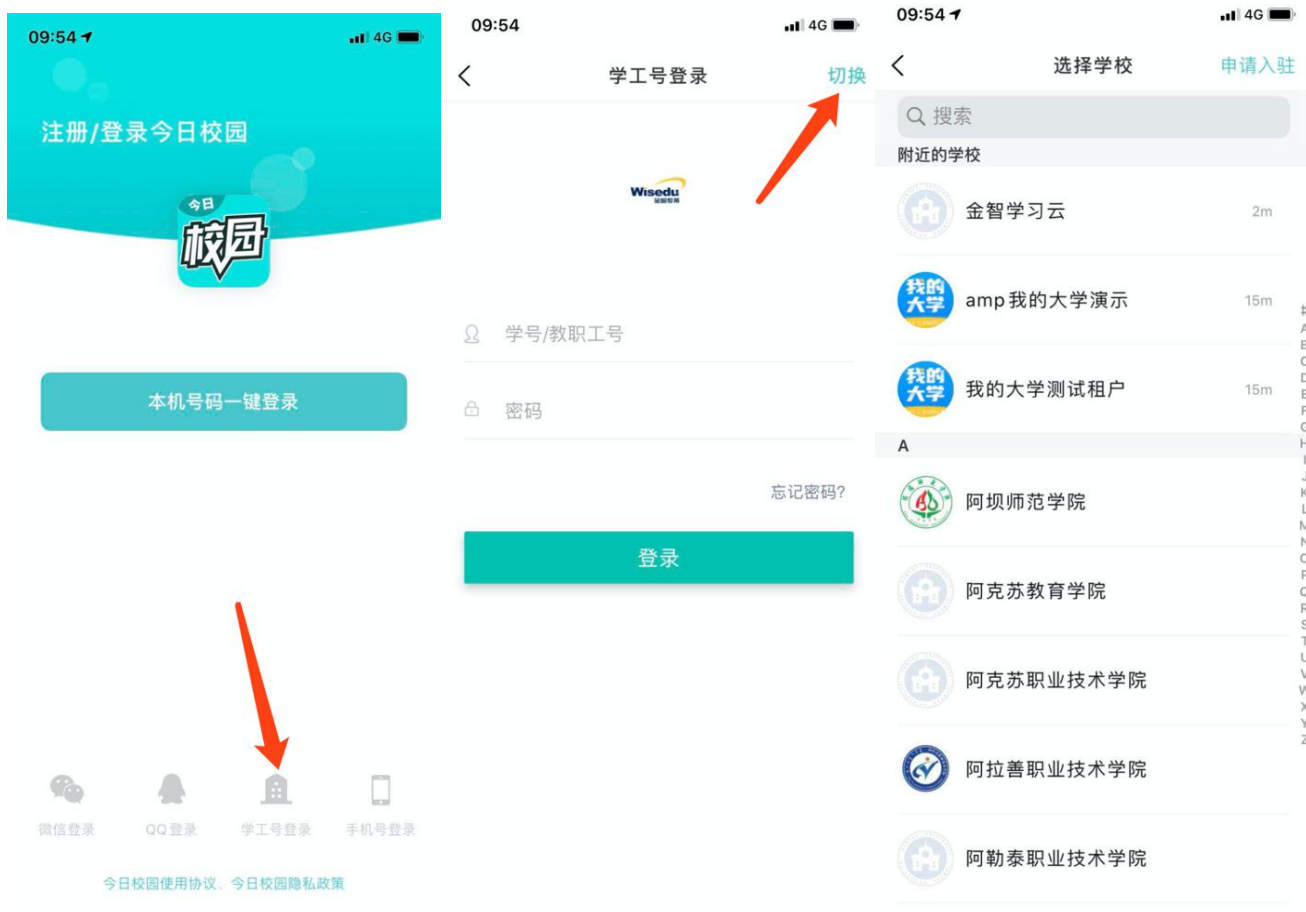 09:54
4G
注册/登录今日校园
今日
校园
本机号码一键登录
微信登录
QQ登录
学工号登录
手机号登录
今日校园使用协议、今日校园隐私政策
09:54
4G
学工号登录
切换
Wisedu
金智教育
学号/教职工号
密码
忘记密码?
登录
09:54
4G
选择学校
申请入驻
搜索
附近的学校
金智学习云
2m
我的
大学
amp我的大学演示
15m
我的
大学
我的大学测试租户
15m
A
阿坝师范学院
阿克苏教育学院
阿克苏职业技术学院
阿拉善职业技术学院
阿勒泰职业技术学院
#
A
B
C
D
E
F
G
H
I
J
K
L
M
N
O
P
Q
R
S
T
U
V
W
X
Y
Z